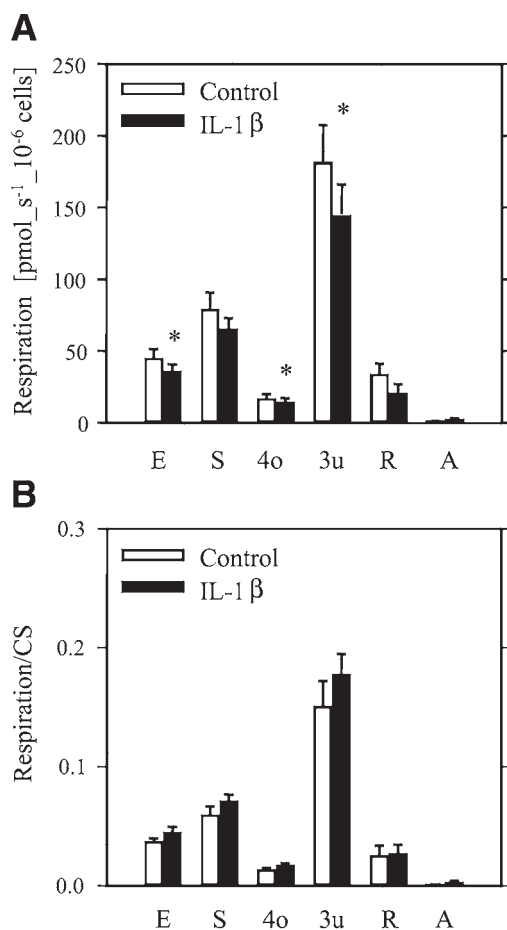 A
Respiration [pmol_s⁻¹_10⁻⁶ cells]
250
200
150
100
50
0
Control
IL-1 β
*
*
*
E S 4o 3u R A
B
Respiration/CS
0.3
0.2
0.1
0.0
Control
IL-1 β
E S 4o 3u R A